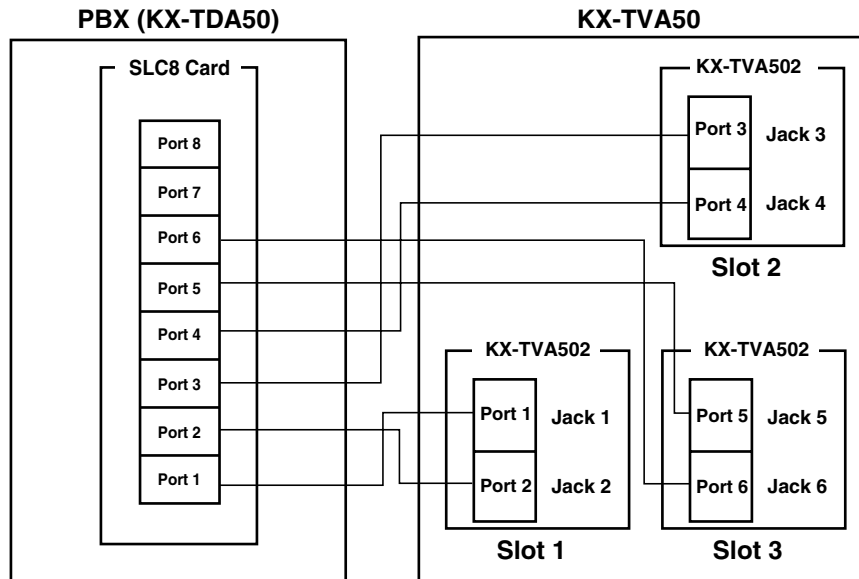 PBX (KX-TDA50)
SLC8 Card
Port 8
Port 7
Port 6
Port 5
Port 4
Port 3
Port 2
Port 1
KX-TVA50
KX-TVA502
Port 3 Jack 3
Port 4 Jack 4
Slot 2
KX-TVA502
Port 1 Jack 1
Port 2 Jack 2
Slot 1
KX-TVA502
Port 5 Jack 5
Port 6 Jack 6
Slot 3